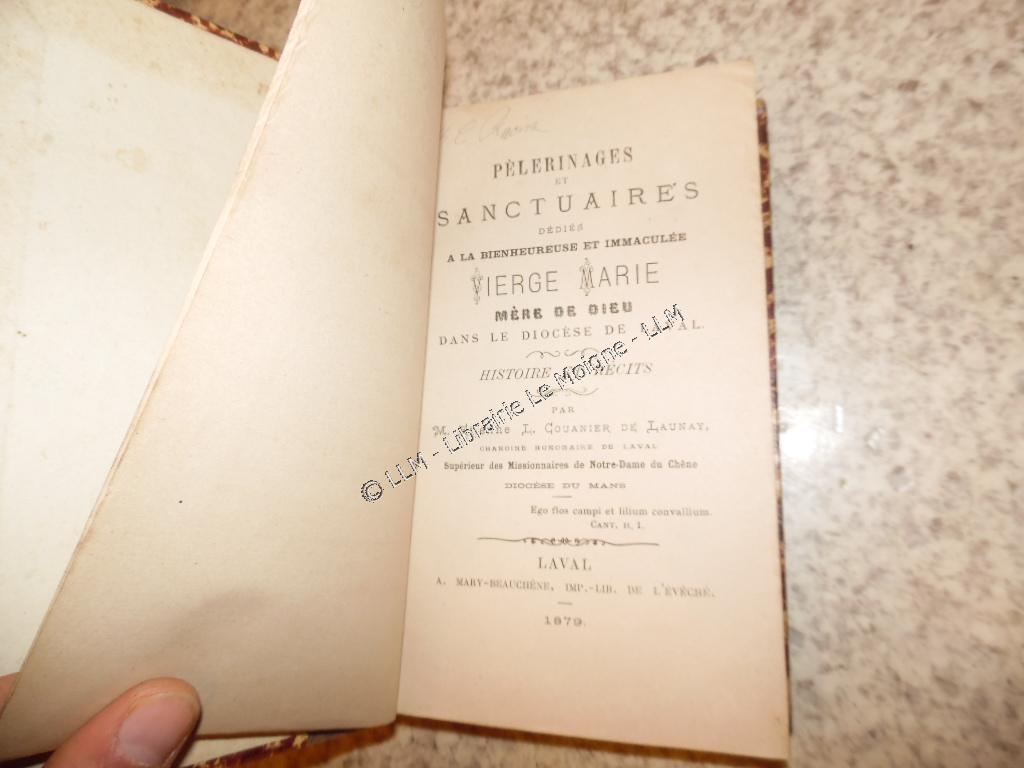 PÈLERINAGES
ET
SANCTUAIRES
DÉDIÉS
A LA BIENHEUREUSE ET IMMACULÉE
VIERGE MARIE
MÈRE DE DIEU
DANS LE DIOCÈSE DE LAVAL.
HISTOIRE RÉCITS
PAR
M. L. COUANIER DE LAUNAY,
CHANOINE HONORAIRE DE LAVAL
Supérieur des Missionnaires de Notre-Dame du Chêne
DIOCÈSE DU MANS
Ego flos campi et lilium convallium.
CANT. II, 1.
LAVAL
A. MARY-BEAUCHÊNE, IMP.-LIB. DE L'ÉVÊCHÉ.
1879.
© LLM - Librairie Le Moigne - LLM